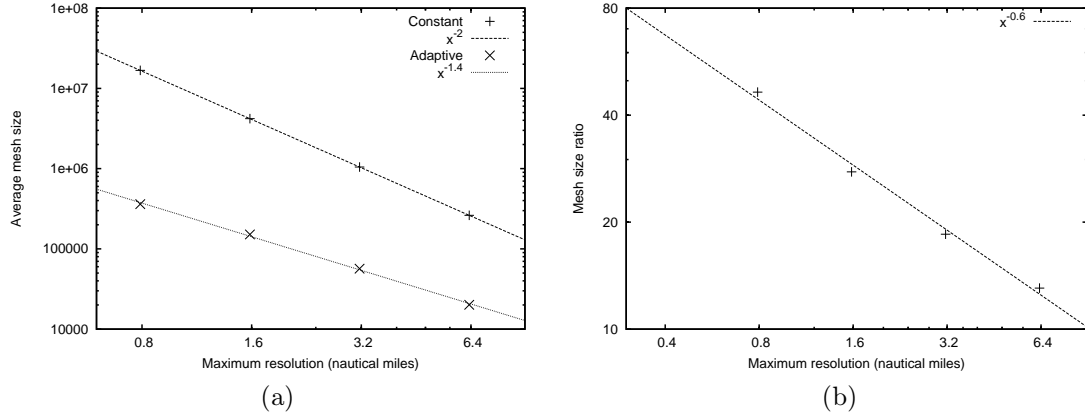 1e+08
1e+07
1e+06
100000
10000
Average mesh size
0.8 1.6 3.2 6.4
Maximum resolution (nautical miles)
Constant
x^-2
Adaptive
x^-1.4
(a)
80
40
20
10
Mesh size ratio
0.4 0.8 1.6 3.2 6.4
Maximum resolution (nautical miles)
x^-0.6
(b)